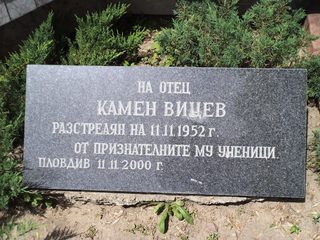 НА ОТЕЦ
КАМЕН ВИЦЕВ
РАЗСТРЕЛЯН НА 11.11.1952 г.
ОТ ПРИЗНАТЕЛНИТЕ МУ УЧЕНИЦИ
ПЛОВДИВ 11.11.2000 г.